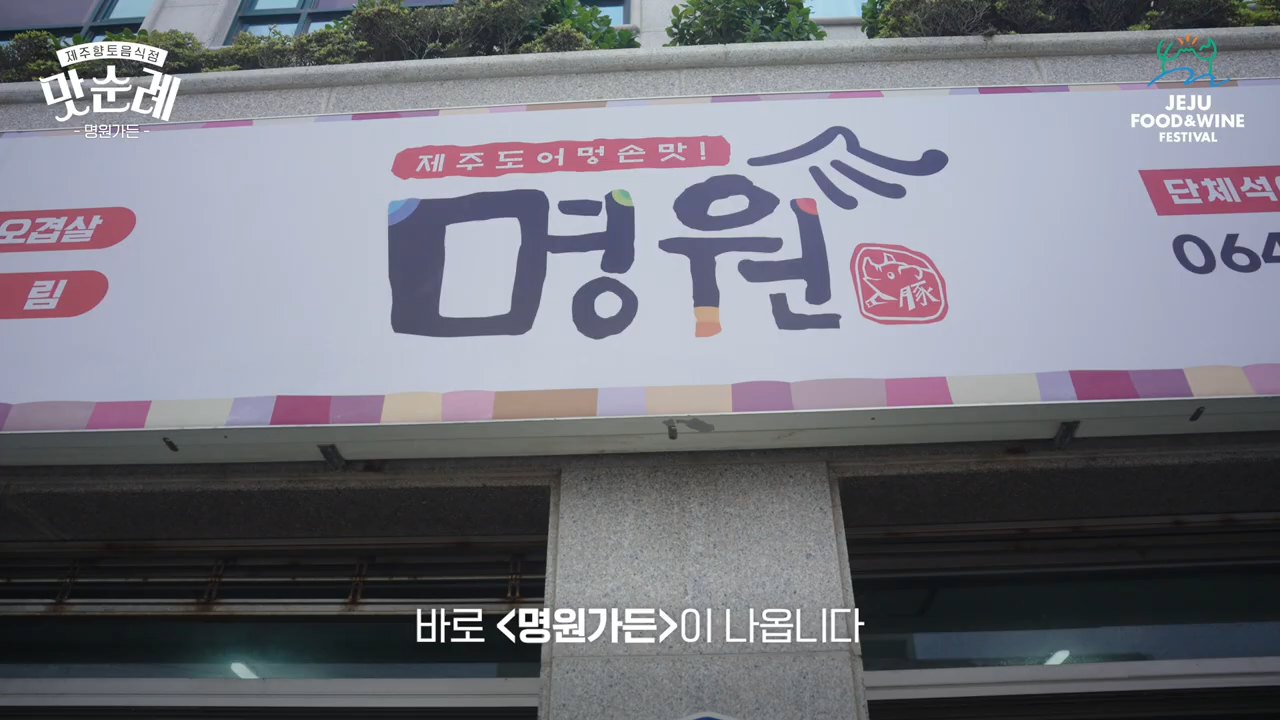 제주향토음식점
맛순례
- 명원가든 -
JEJU
FOOD&WINE
FESTIVAL
제주도어멍손맛!
명원
豚
오겹살
림
단체석
064
바로 <명원가든>이 나옵니다